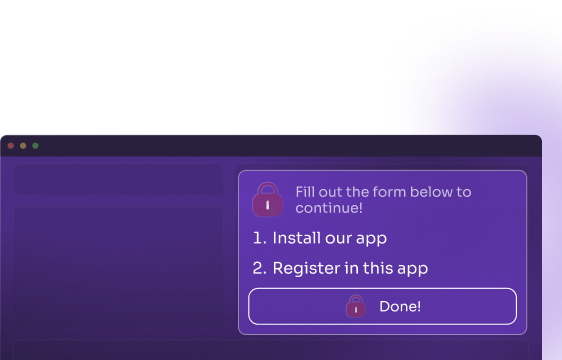 Fill out the form below to
continue!
1. Install our app
2. Register in this app
Done!